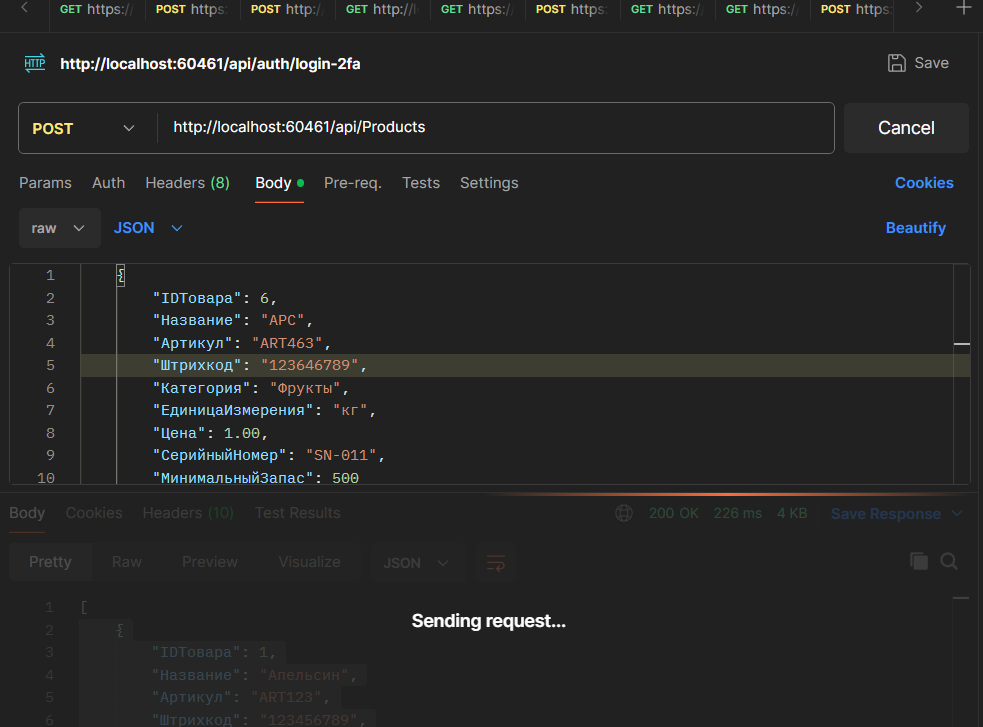 GET https:/ POST https: POST http:/ GET http://l GET https:/ POST https: GET https:/ GET https:/ POST https:
HTTP http://localhost:60461/api/auth/login-2fa Save
POST http://localhost:60461/api/Products Cancel
Params Auth Headers (8) Body Pre-req. Tests Settings Cookies
raw JSON Beautify
1 {
2 "IDТовара": 6,
3 "Название": "АРС",
4 "Артикул": "ART463",
5 "Штрихкод": "123646789",
6 "Категория": "Фрукты",
7 "ЕдиницаИзмерения": "кг",
8 "Цена": 1.00,
9 "СерийныйНомер": "SN-011",
10 "МинимальныйЗапас": 500
Body Cookies Headers (10) Test Results 200 OK 226 ms 4 KB Save Response
Pretty Raw Preview Visualize JSON
1 [
Sending request...
2 {
3 "IDТовара": 1,
4 "Название": "Апельсин",
5 "Артикул": "ART123",
6 "Штрихкод": "123456789",